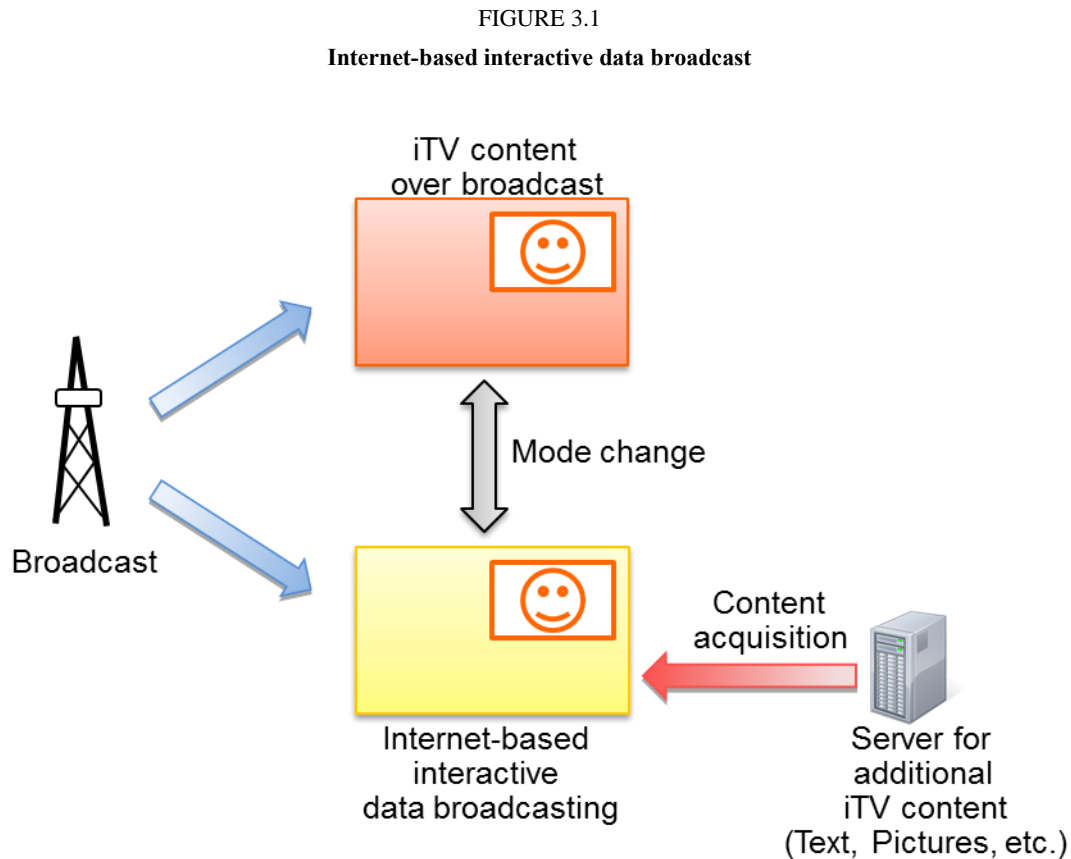 FIGURE 3.1
Internet-based interactive data broadcast
iTV content
over broadcast
Mode change
Broadcast
Content
acquisition
Internet-based
interactive
data broadcasting
Server for
additional
iTV content
(Text, Pictures, etc.)